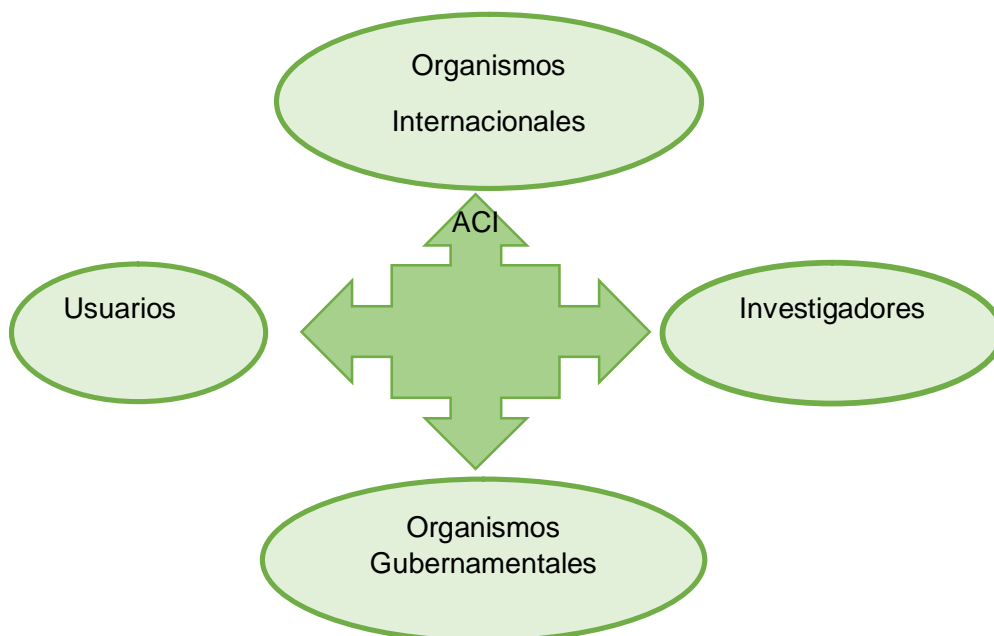 Organismos
Internacionales
ACI
Usuarios
Investigadores
Organismos
Gubernamentales